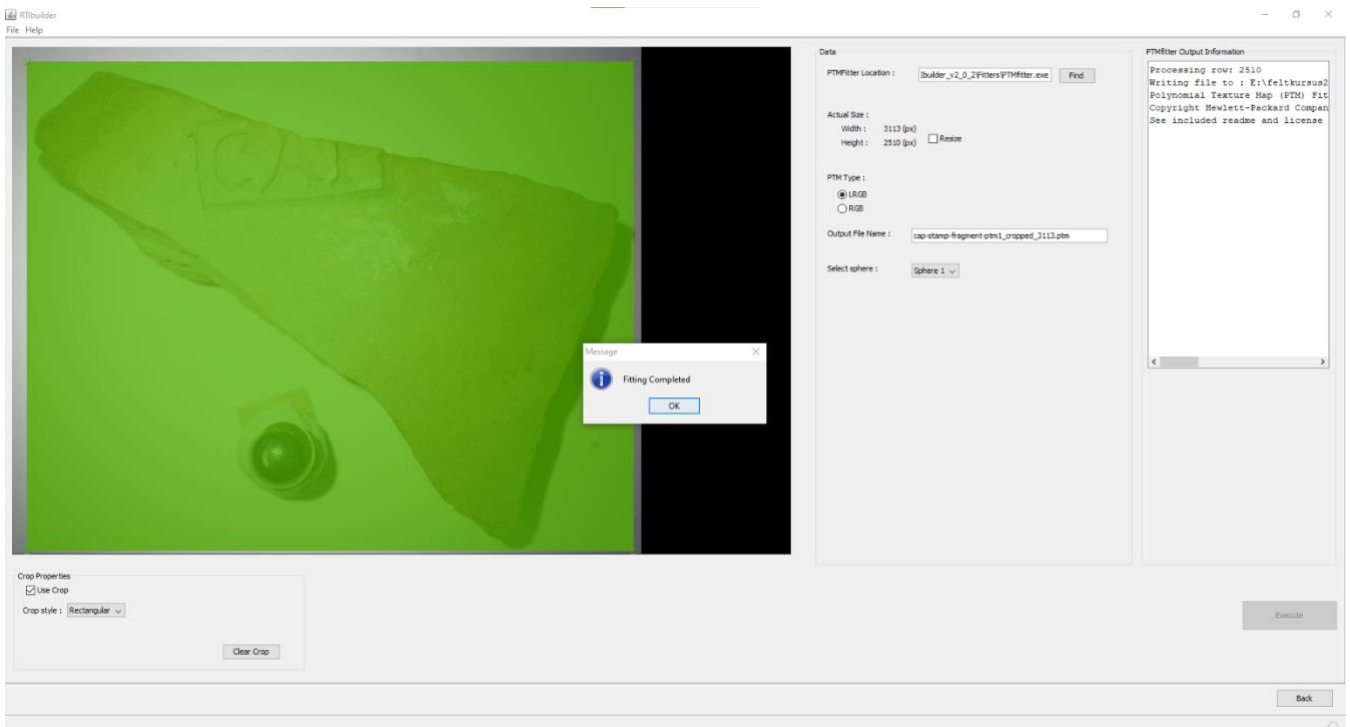 RTIbuilder
File Help
Data
PTMFitter Location : Ibuilder_v2_0_2\Fitters\PTMfitter.exe Find
Actual Size :
Width : 3113 (px)
Height : 2510 (px)
Resize
PTM Type :
LRGB
RGB
Output File Name : cap-stamp-fragment-ptm1_cropped_3113.ptm
Select sphere : Sphere 1
PTMfitter Output Information
Processing row: 2510
Writing file to : E:\feltkursus2
Polynomial Texture Map (PTM) Fit
Copyright Hewlett-Packard Compan
See included readme and license
Message
Fitting Completed
OK
Crop Properties
Use Crop
Crop style : Rectangular
Clear Crop
Execute
Back